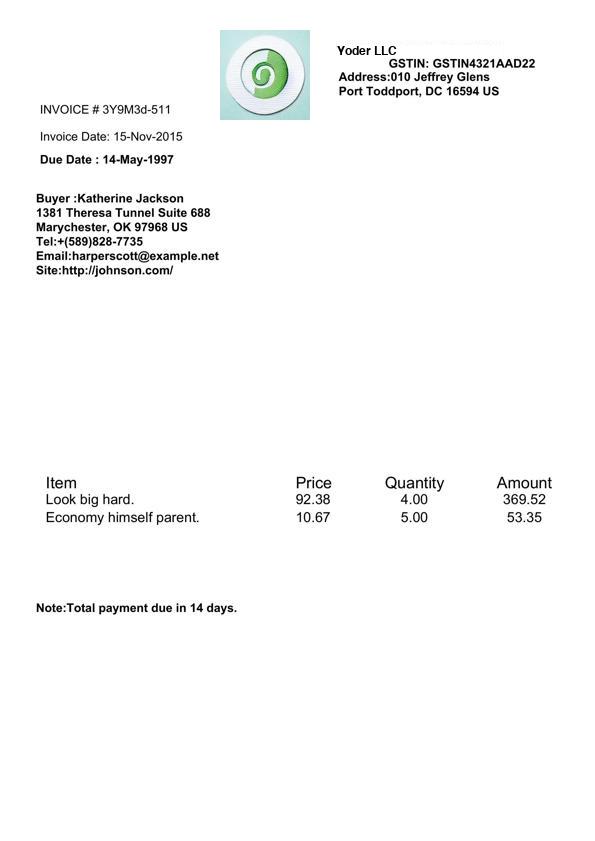 Yoder LLC
GSTIN: GSTIN4321AAD22
Address:010 Jeffrey Glens
Port Toddport, DC 16594 US
INVOICE # 3Y9M3d-511
Invoice Date: 15-Nov-2015
Due Date : 14-May-1997
Buyer :Katherine Jackson
1381 Theresa Tunnel Suite 688
Marychester, OK 97968 US
Tel:+(589)828-7735
Email:harperscott@example.net
Site:http://johnson.com/
Item Price Quantity Amount
Look big hard. 92.38 4.00 369.52
Economy himself parent. 10.67 5.00 53.35
Note:Total payment due in 14 days.